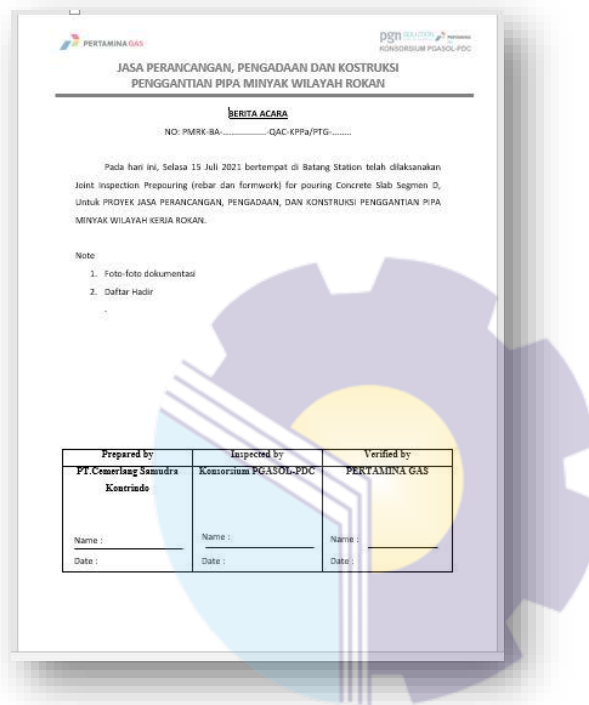 PERTAMINA GAS
pgn SOLUTION PERTAMINA
KONSORSIUM PGASOL-PDC
JASA PERANCANGAN, PENGADAAN DAN KOSTRUKSI
PENGGANTIAN PIPA MINYAK WILAYAH ROKAN
BERITA ACARA
NO: PMRK-BA-....................-QAC-KPPa/PTG-........
Pada hari ini, Selasa 15 Juli 2021 bertempat di Batang Station telah dilaksanakan
Joint Inspection Prepouring (rebar dan formwork) for pouring Concrete Slab Segmen D,
Untuk PROYEK JASA PERANCANGAN, PENGADAAN, DAN KONSTRUKSI PENGGANTIAN PIPA
MINYAK WILAYAH KERJA ROKAN.
Note
1. Foto-foto dokumentasi
2. Daftar Hadir
-
Prepared by Inspected by Verified by
PT.Cemerlang Samudra Konsorsium PGASOL-PDC PERTAMINA GAS
Kontrindo
Name : Name : Name :
Date : Date : Date :